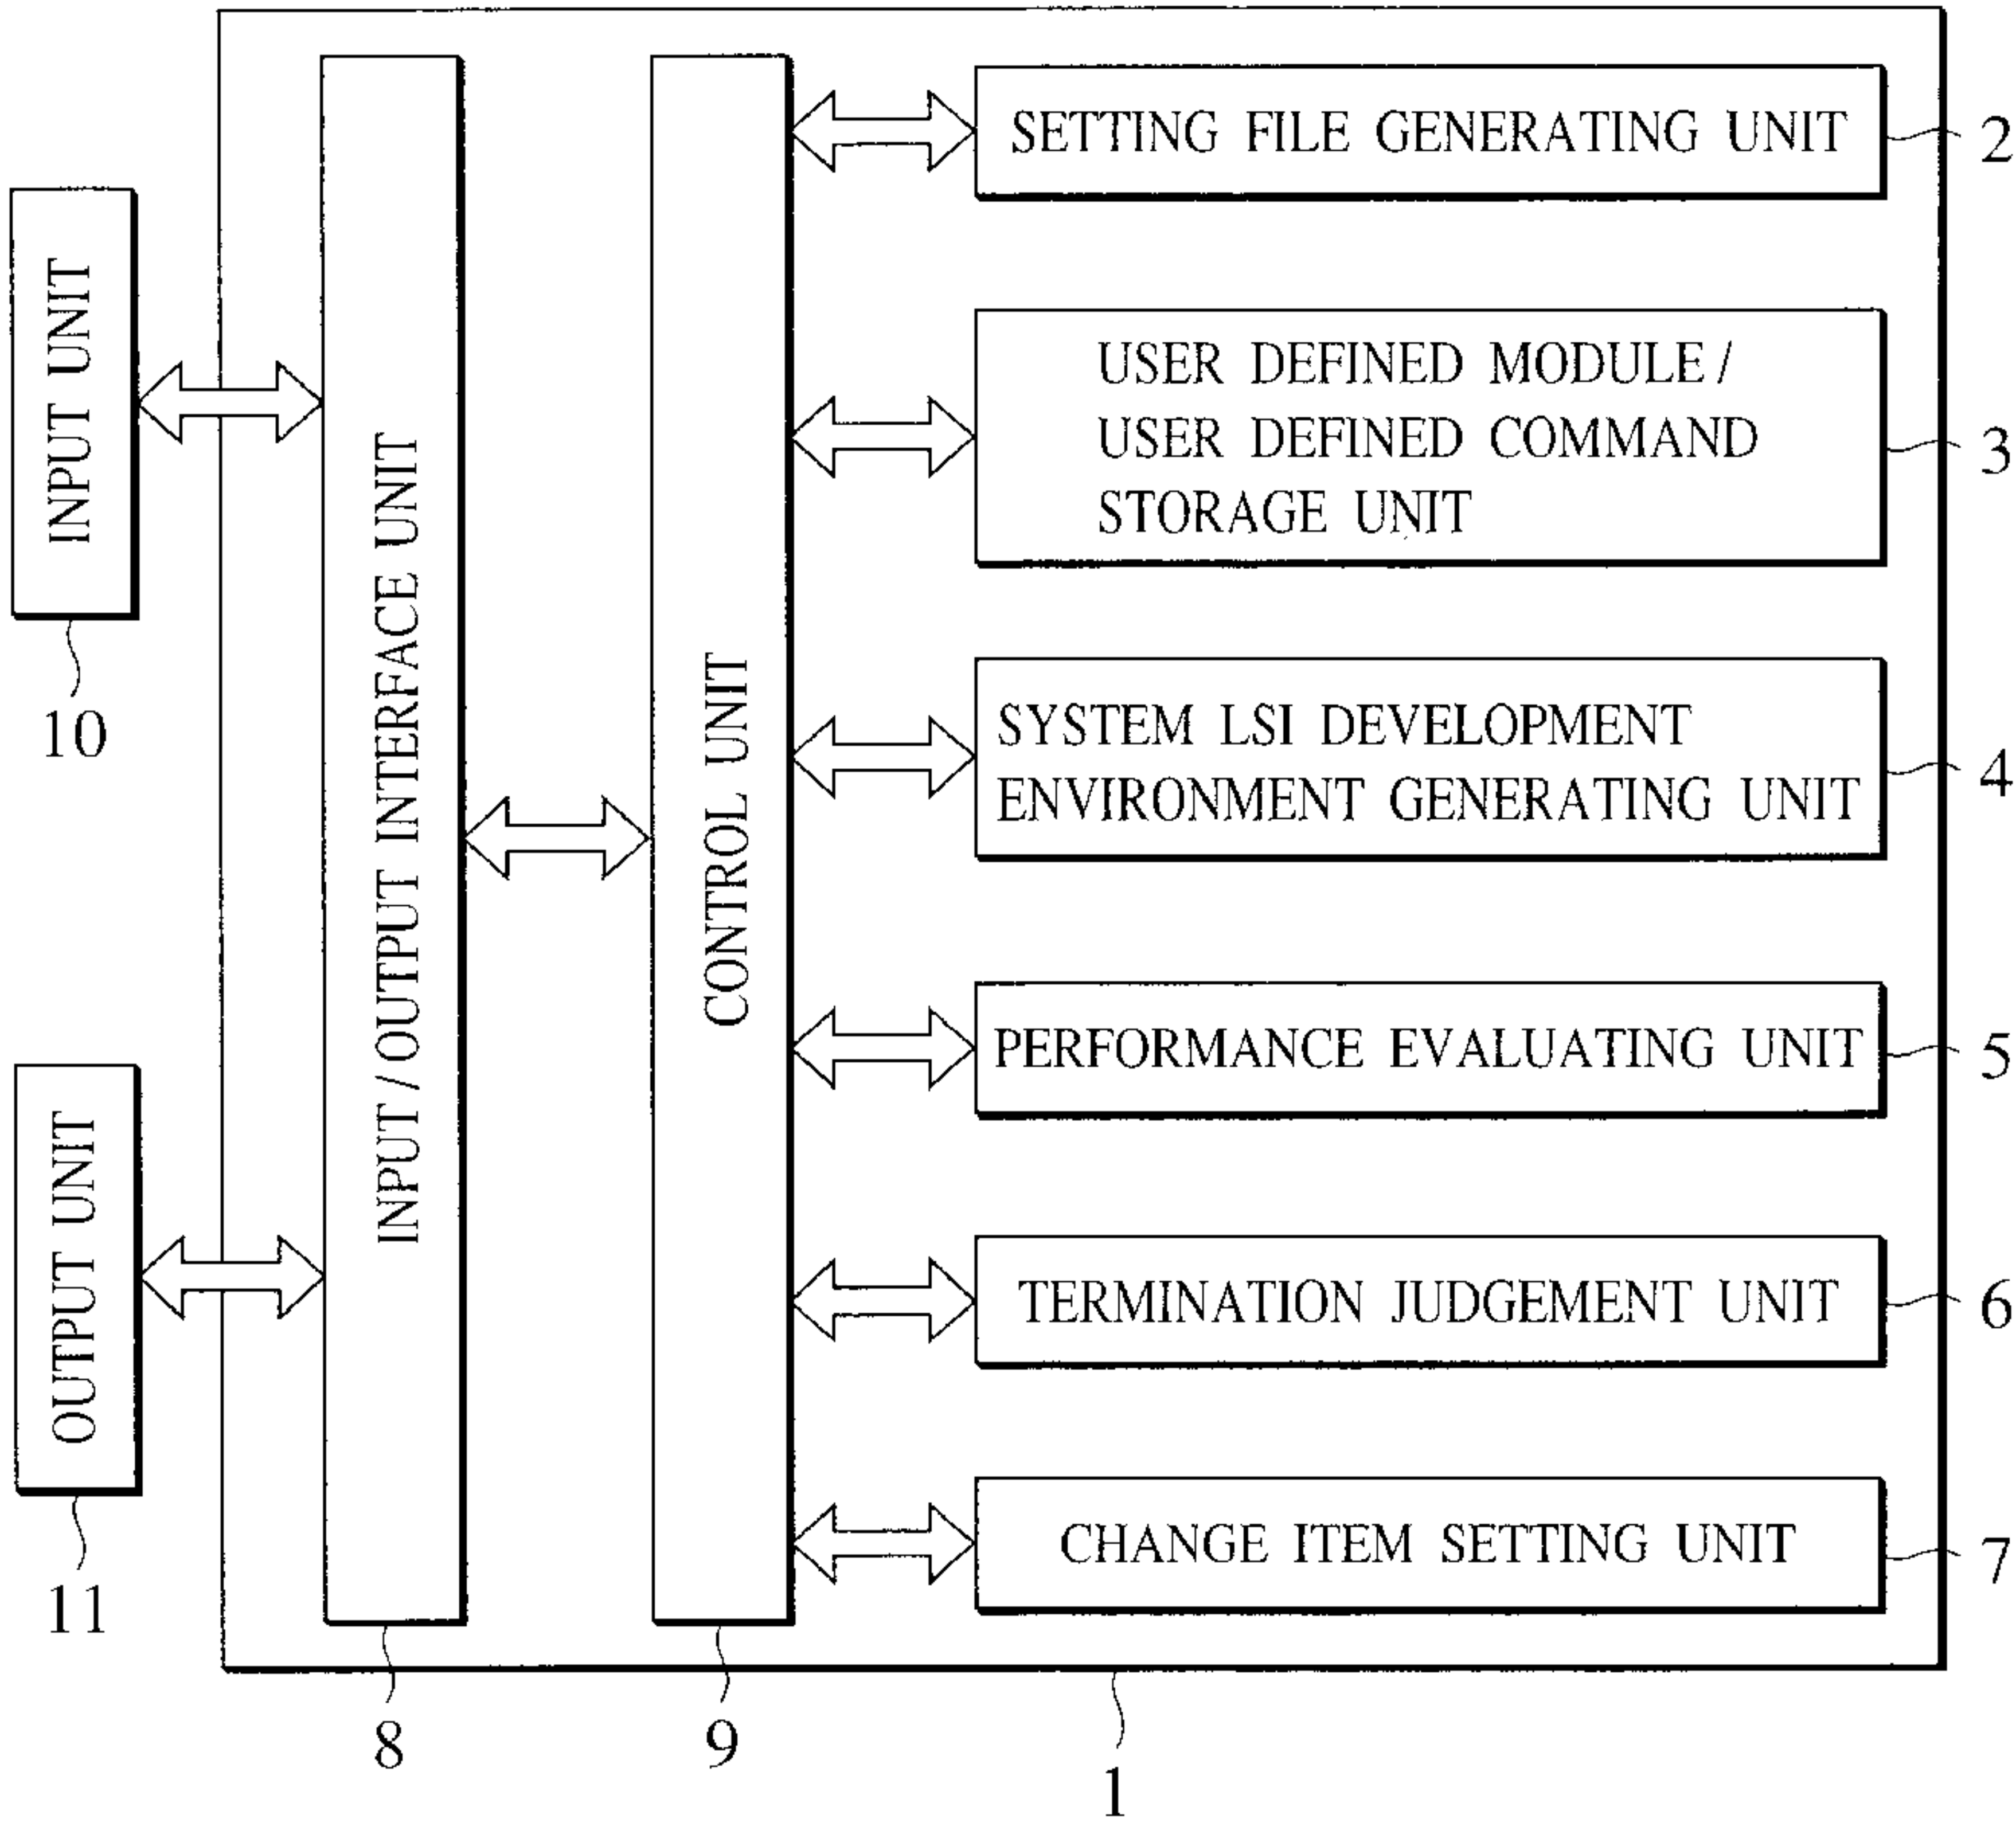 INPUT UNIT
10
OUTPUT UNIT
11
INPUT/OUTPUT INTERFACE UNIT
8
CONTROL UNIT
9
SETTING FILE GENERATING UNIT
2
USER DEFINED MODULE/
USER DEFINED COMMAND
STORAGE UNIT
3
SYSTEM LSI DEVELOPMENT
ENVIRONMENT GENERATING UNIT
4
PERFORMANCE EVALUATING UNIT
5
TERMINATION JUDGEMENT UNIT
6
CHANGE ITEM SETTING UNIT
7
1